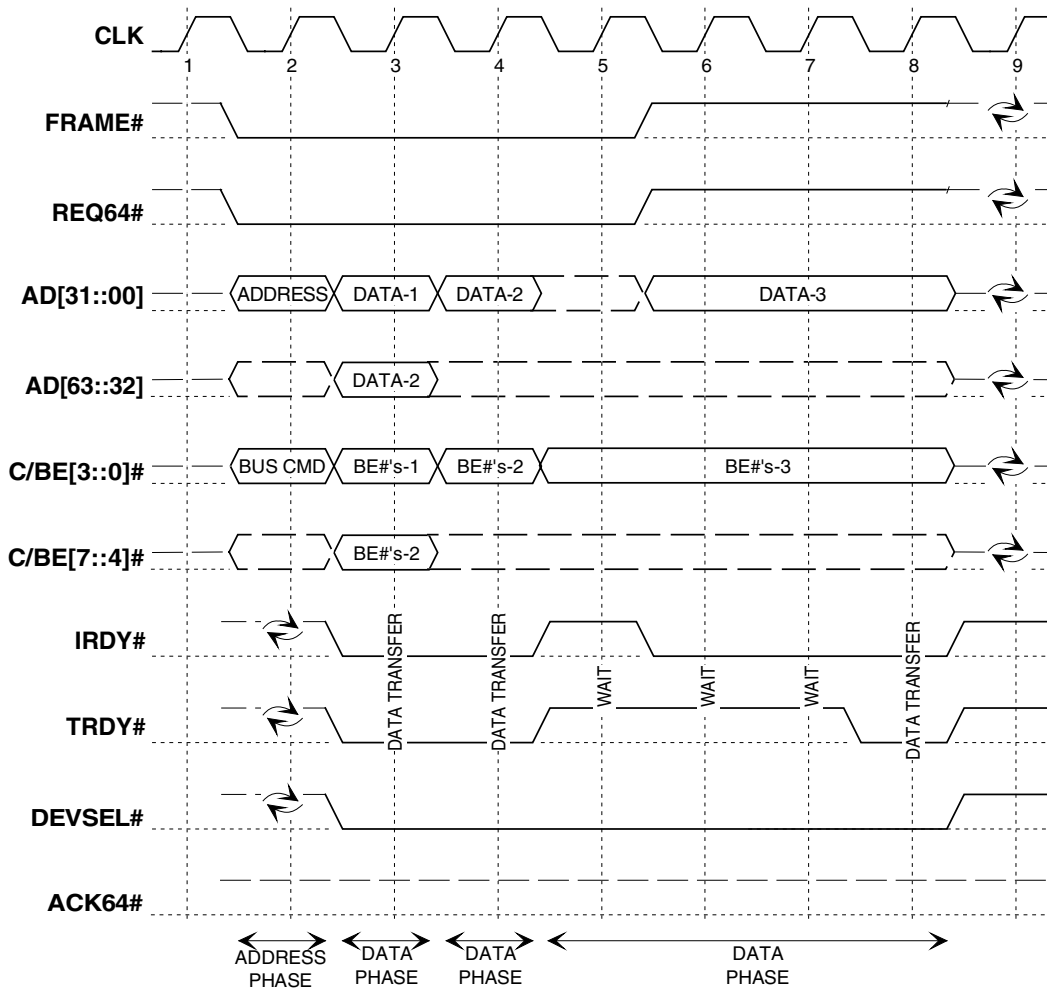 CLK
1 2 3 4 5 6 7 8 9
FRAME#
REQ64#
AD[31::00] ADDRESS DATA-1 DATA-2 DATA-3
AD[63::32] DATA-2
C/BE[3::0]# BUS CMD BE#'s-1 BE#'s-2 BE#'s-3
C/BE[7::4]# BE#'s-2
IRDY#
TRDY#
DATA TRANSFER
DATA TRANSFER
WAIT
WAIT
WAIT
DATA TRANSFER
DEVSEL#
ACK64#
ADDRESS
PHASE
DATA
PHASE
DATA
PHASE
DATA
PHASE